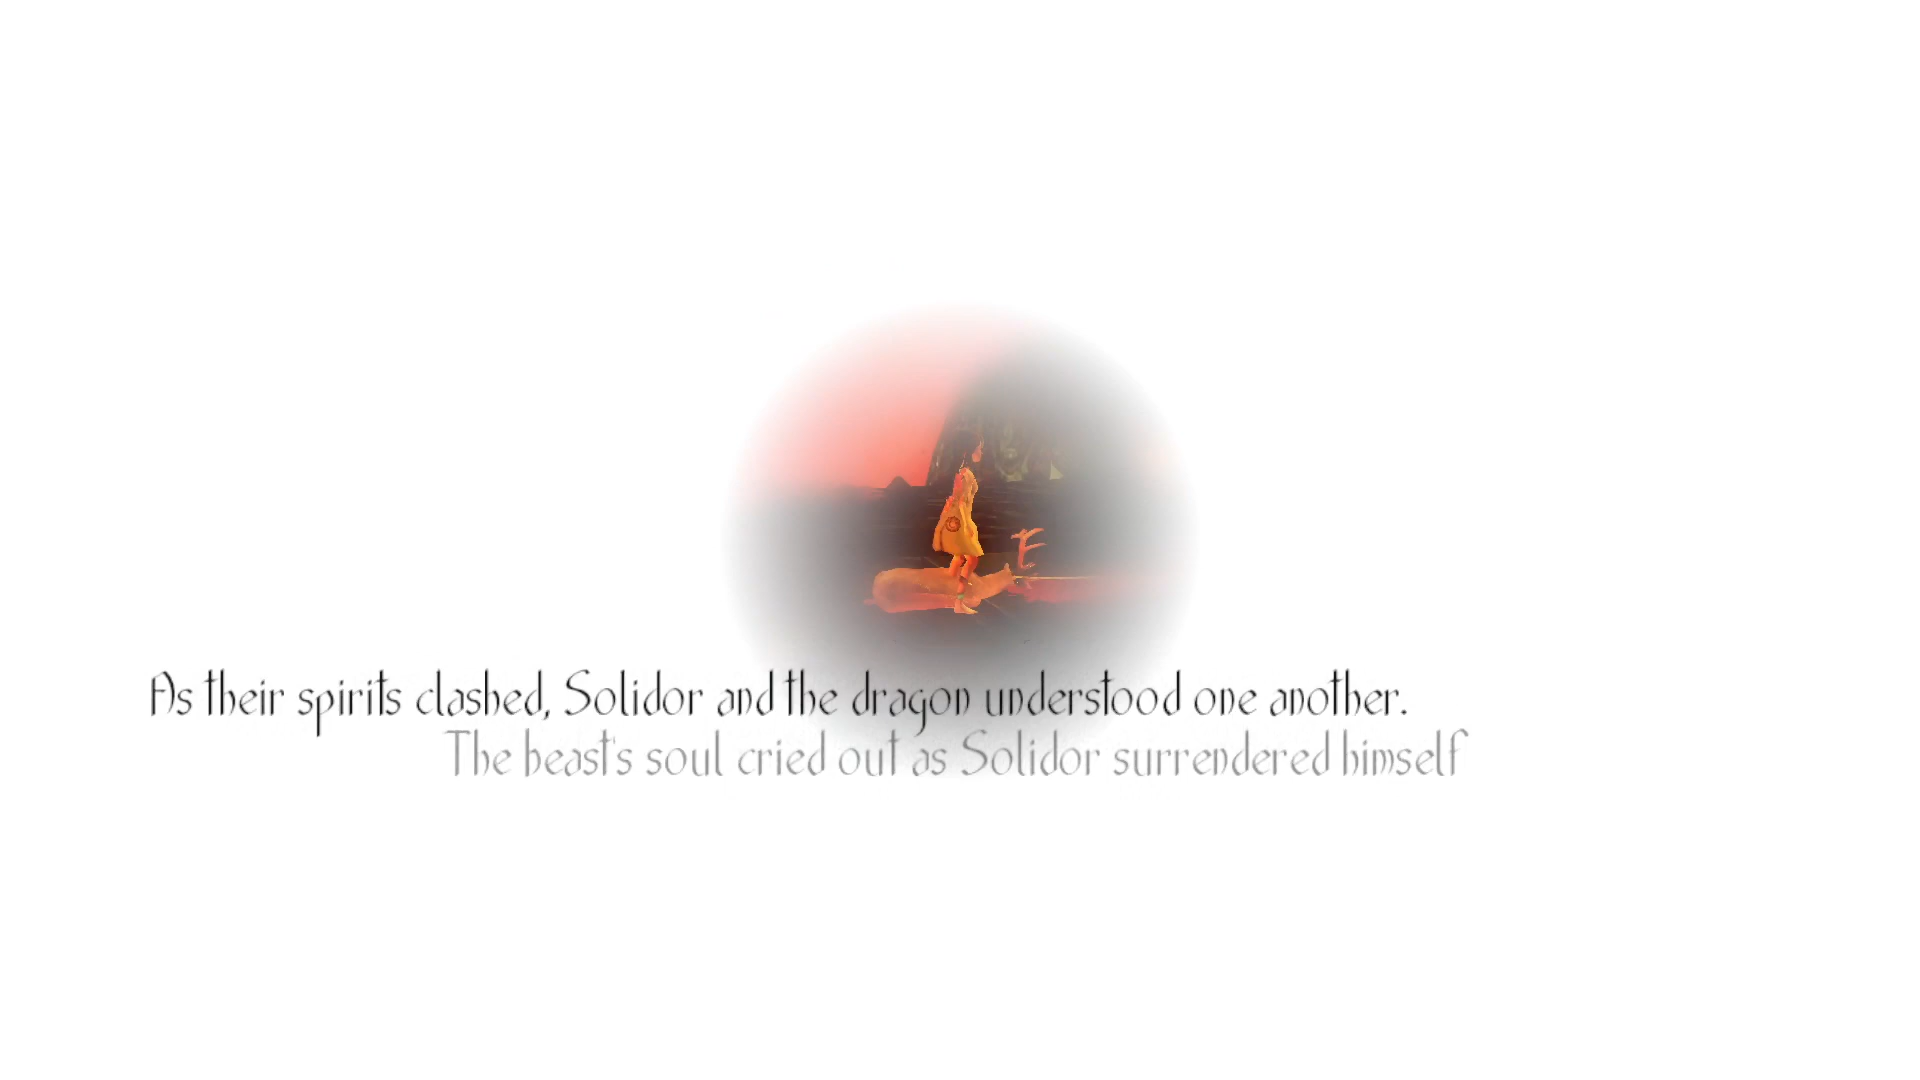 As their spirits clashed, Solidor and the dragon understood one another.
The beast's soul cried out as Solidor surrendered himself